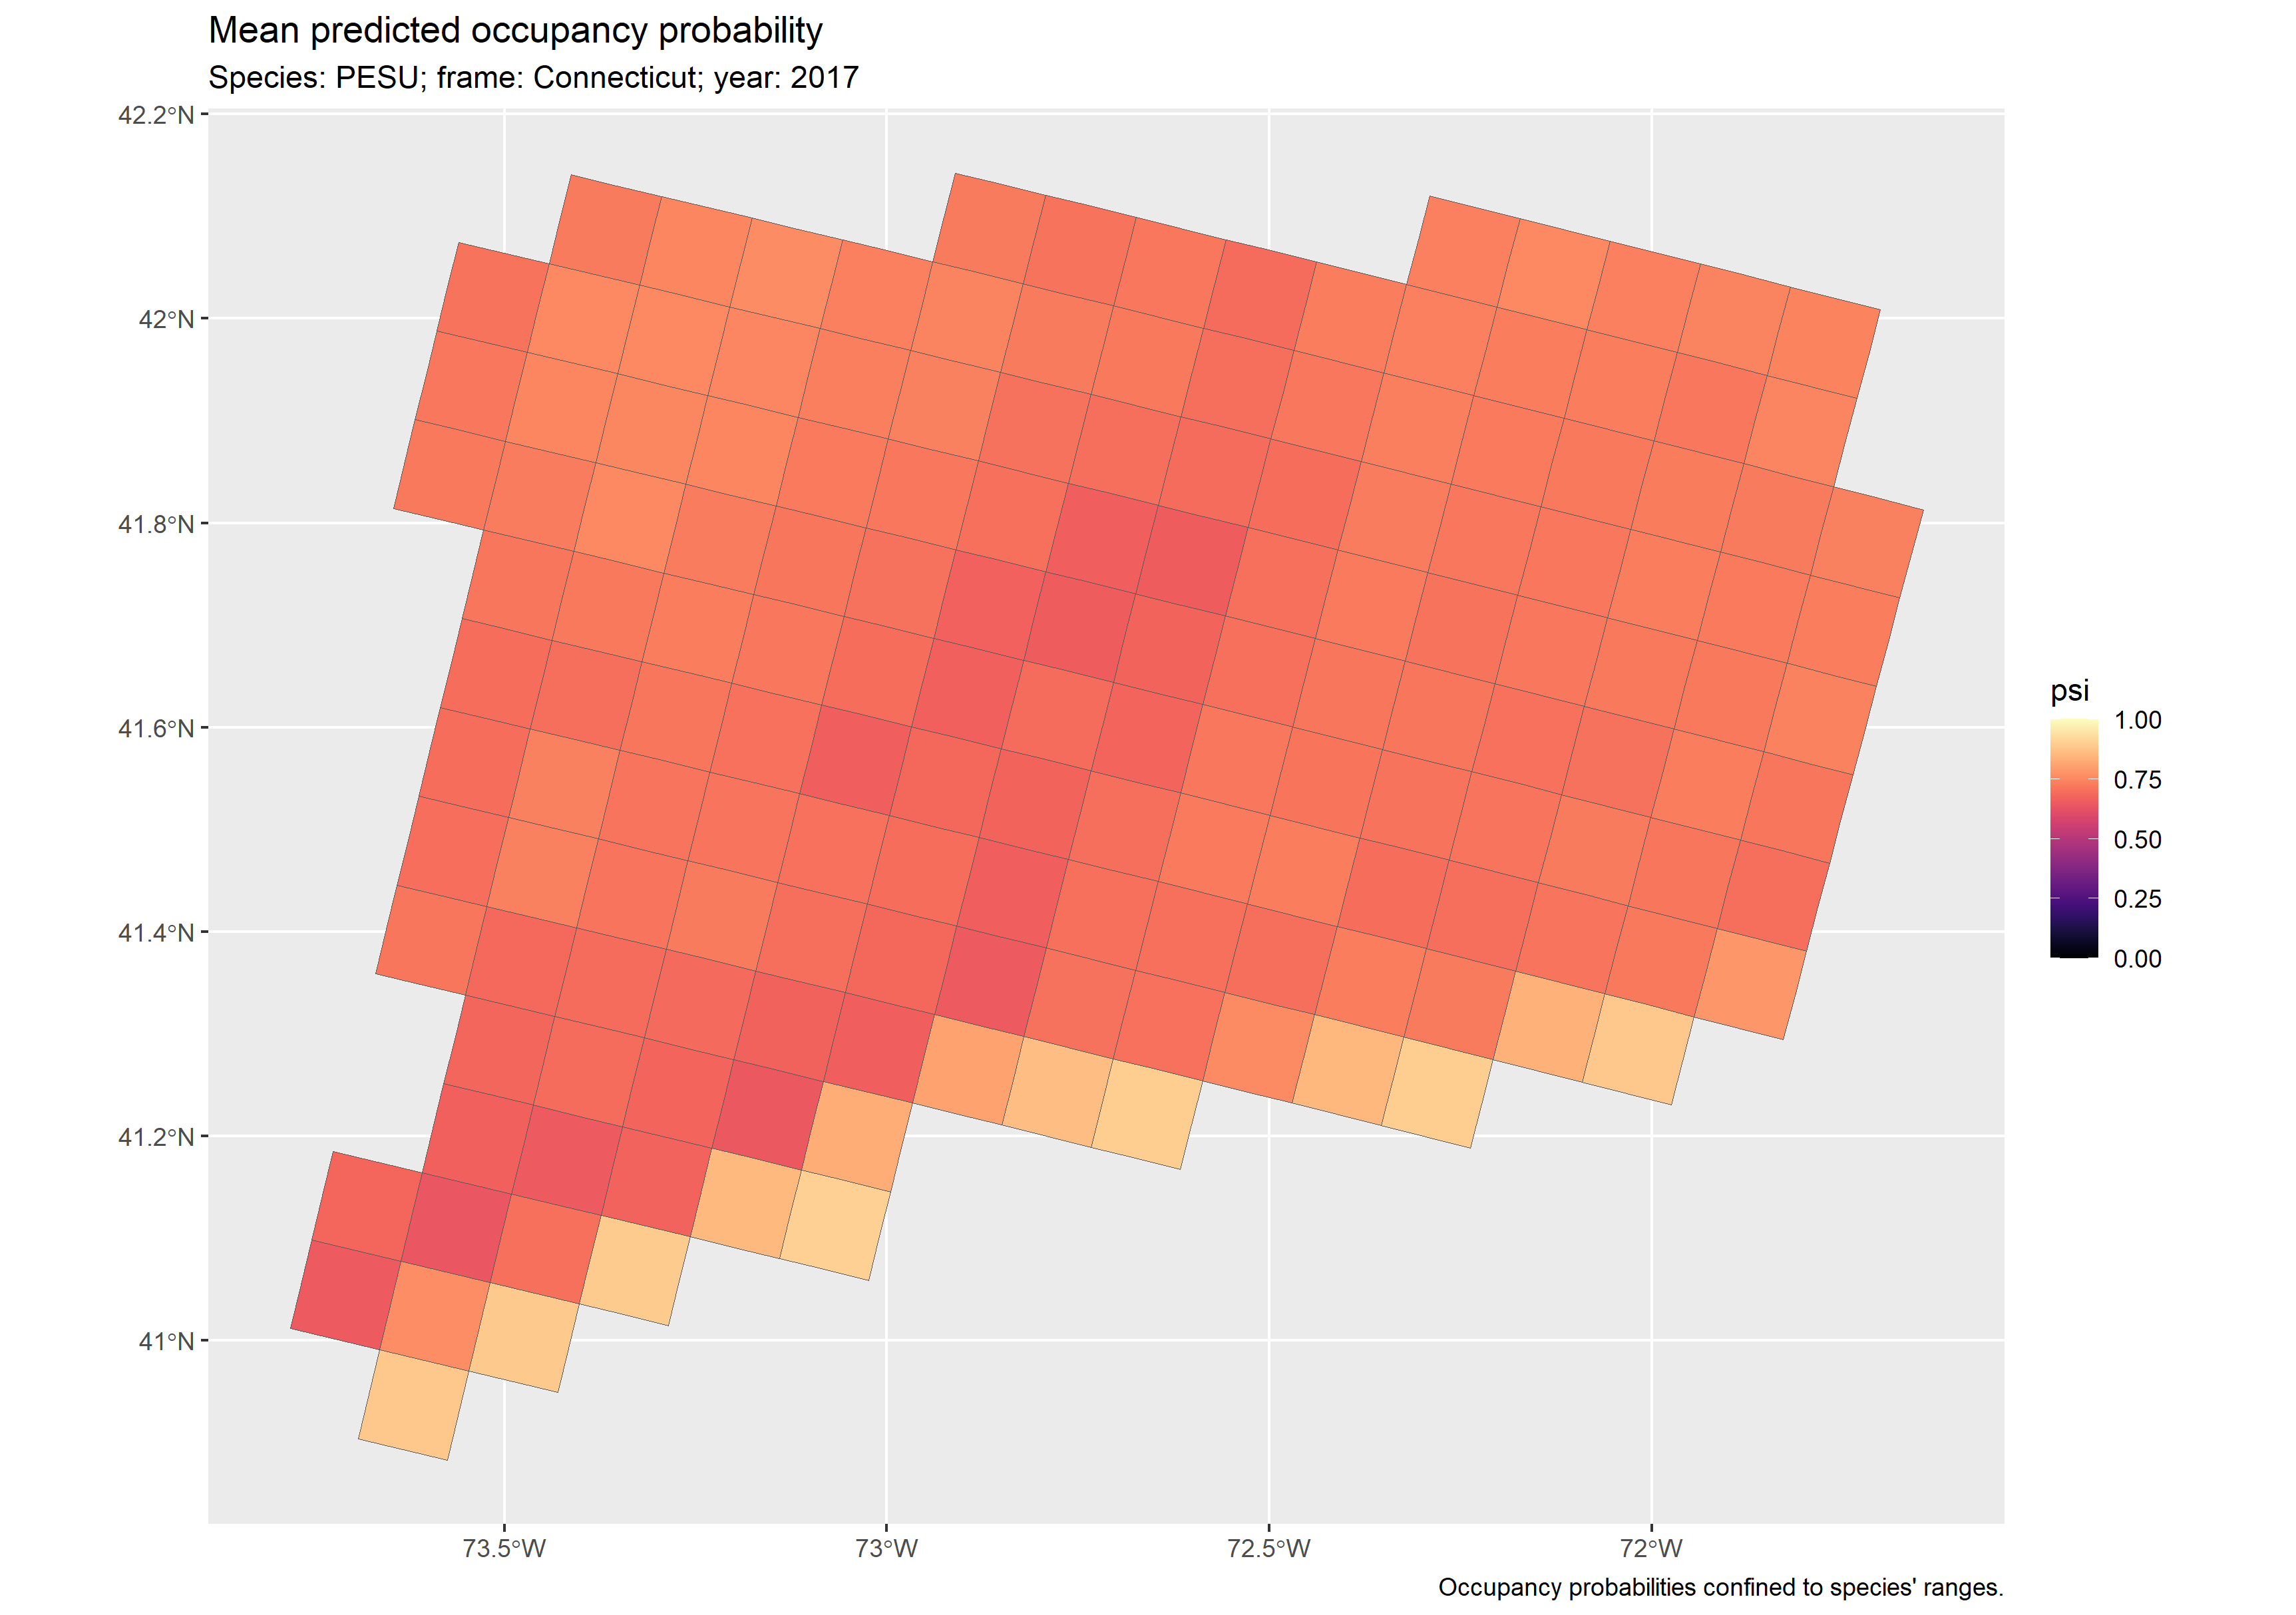 Mean predicted occupancy probability
Species: PESU; frame: Connecticut; year: 2017
42.2°N
42°N
41.8°N
41.6°N
41.4°N
41.2°N
41°N
73.5°W
73°W
72.5°W
72°W
psi
1.00
0.75
0.50
0.25
0.00
Occupancy probabilities confined to species' ranges.